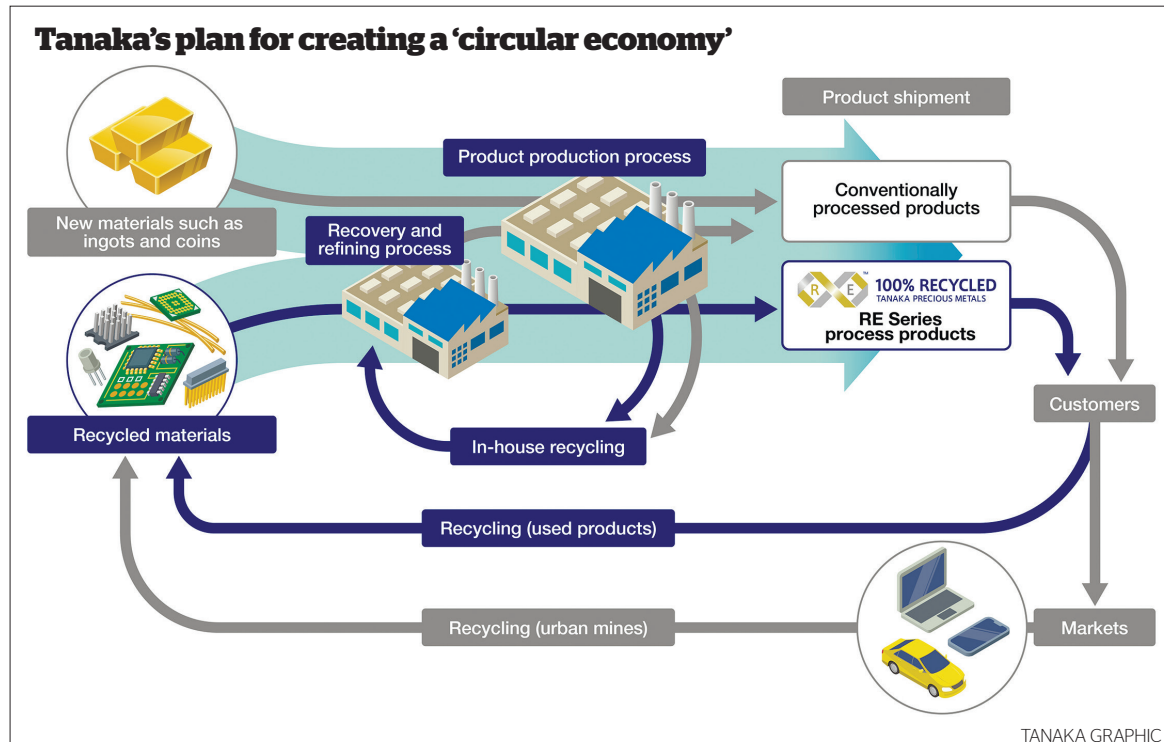 Tanaka's plan for creating a 'circular economy'
Product shipment
Product production process
Conventionally
processed products
New materials such as
ingots and coins
Recovery and
refining process
R E ™
100% RECYCLED
TANAKA PRECIOUS METALS
RE Series
process products
Customers
Recycled materials
In-house recycling
Recycling (used products)
Recycling (urban mines)
Markets
TANAKA GRAPHIC